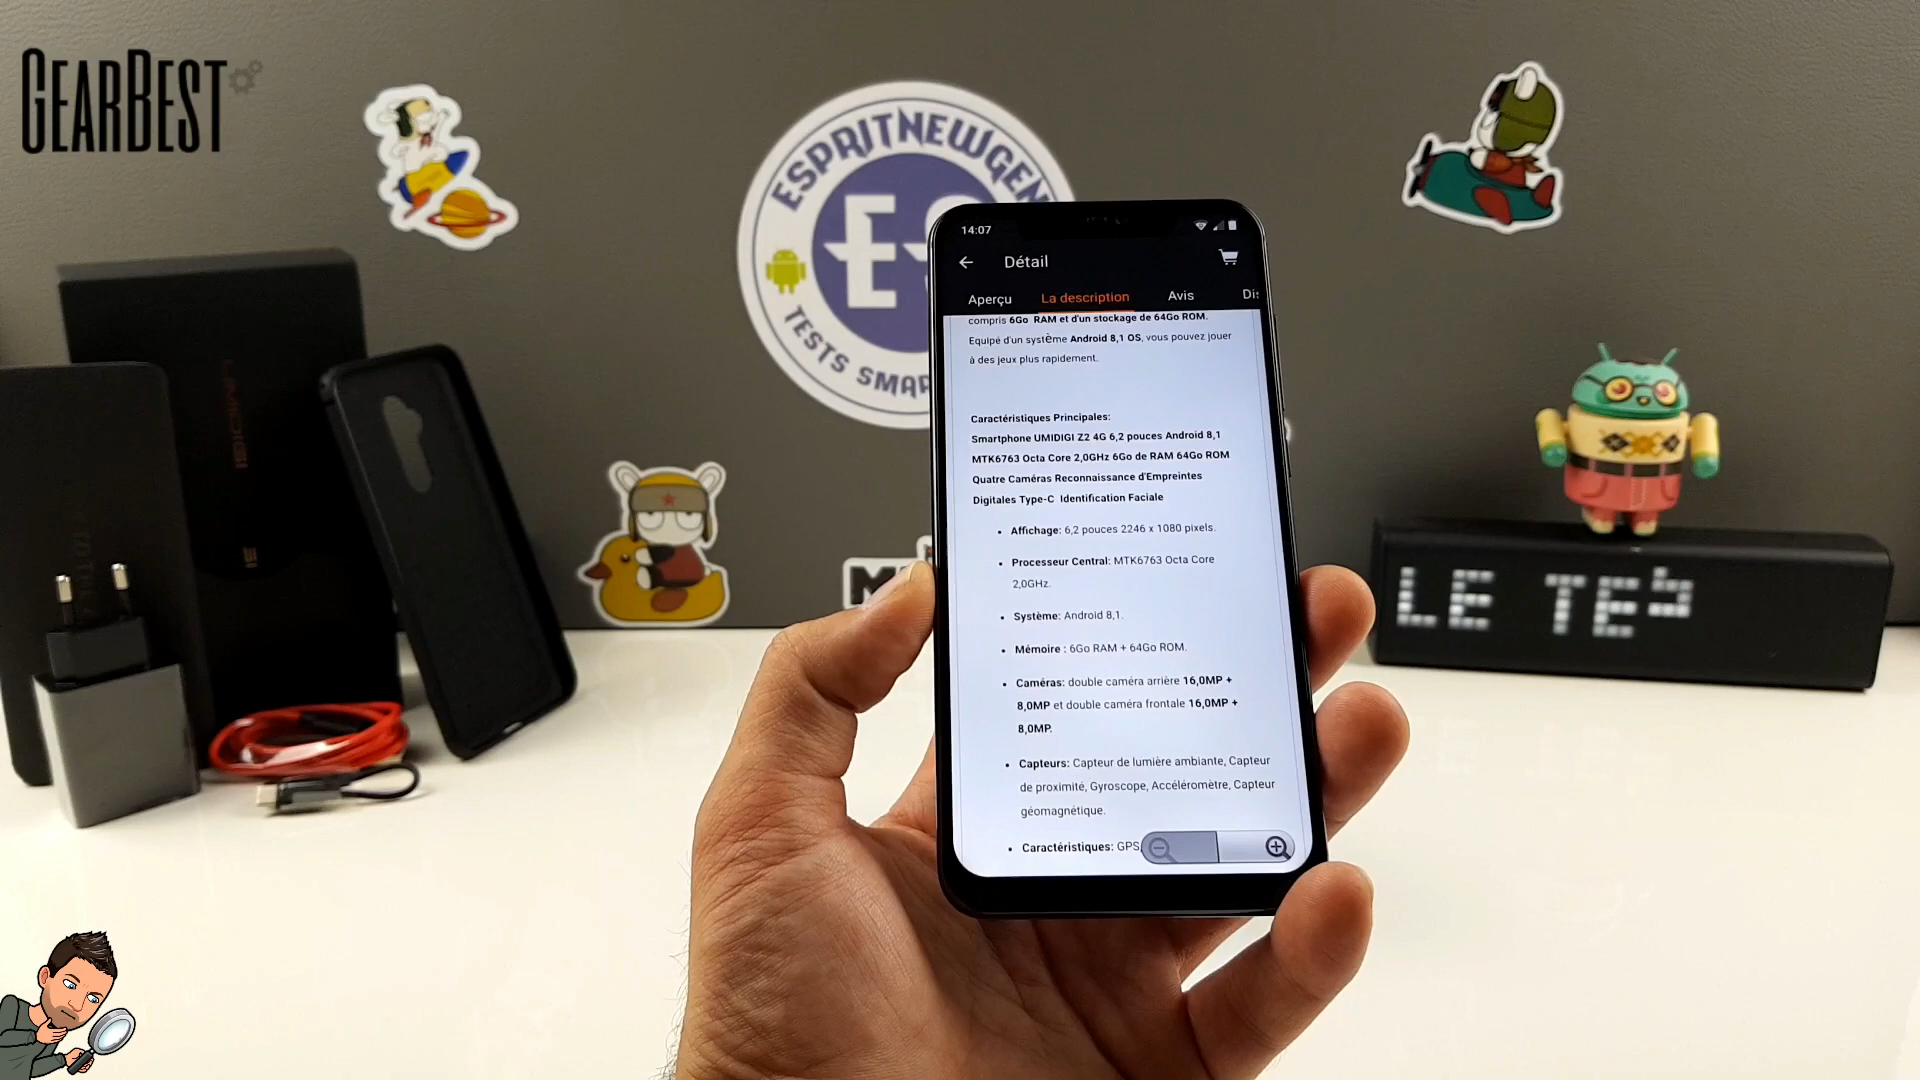 GEARBEST
ESPRITNEWGEN
TESTS SMAR
14:07
Détail
Aperçu La description Avis Di
compris 6Go RAM et d'un stockage de 64Go ROM.
Equipé d'un système Android 8,1 OS, vous pouvez jouer
à des jeux plus rapidement.
Caractéristiques Principales:
Smartphone UMIDIGI Z2 4G 6,2 pouces Android 8,1
MTK6763 Octa Core 2,0GHz 6Go de RAM 64Go ROM
Quatre Caméras Reconnaissance d'Empreintes
Digitales Type-C Identification Faciale
• Affichage: 6,2 pouces 2246 x 1080 pixels.
• Processeur Central: MTK6763 Octa Core
2,0GHz.
• Système: Android 8,1.
• Mémoire : 6Go RAM + 64Go ROM.
• Caméras: double caméra arrière 16,0MP +
8,0MP et double caméra frontale 16,0MP +
8,0MP.
• Capteurs: Capteur de lumière ambiante, Capteur
de proximité, Gyroscope, Accéléromètre, Capteur
géomagnétique.
• Caractéristiques: GPS,
UMIDIGI
LE TE